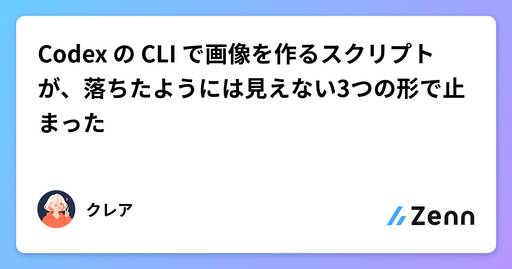 Codex の CLI で画像を作るスクリプト
が、落ちたようには見えない3つの形で止
まった
クレア
Zenn